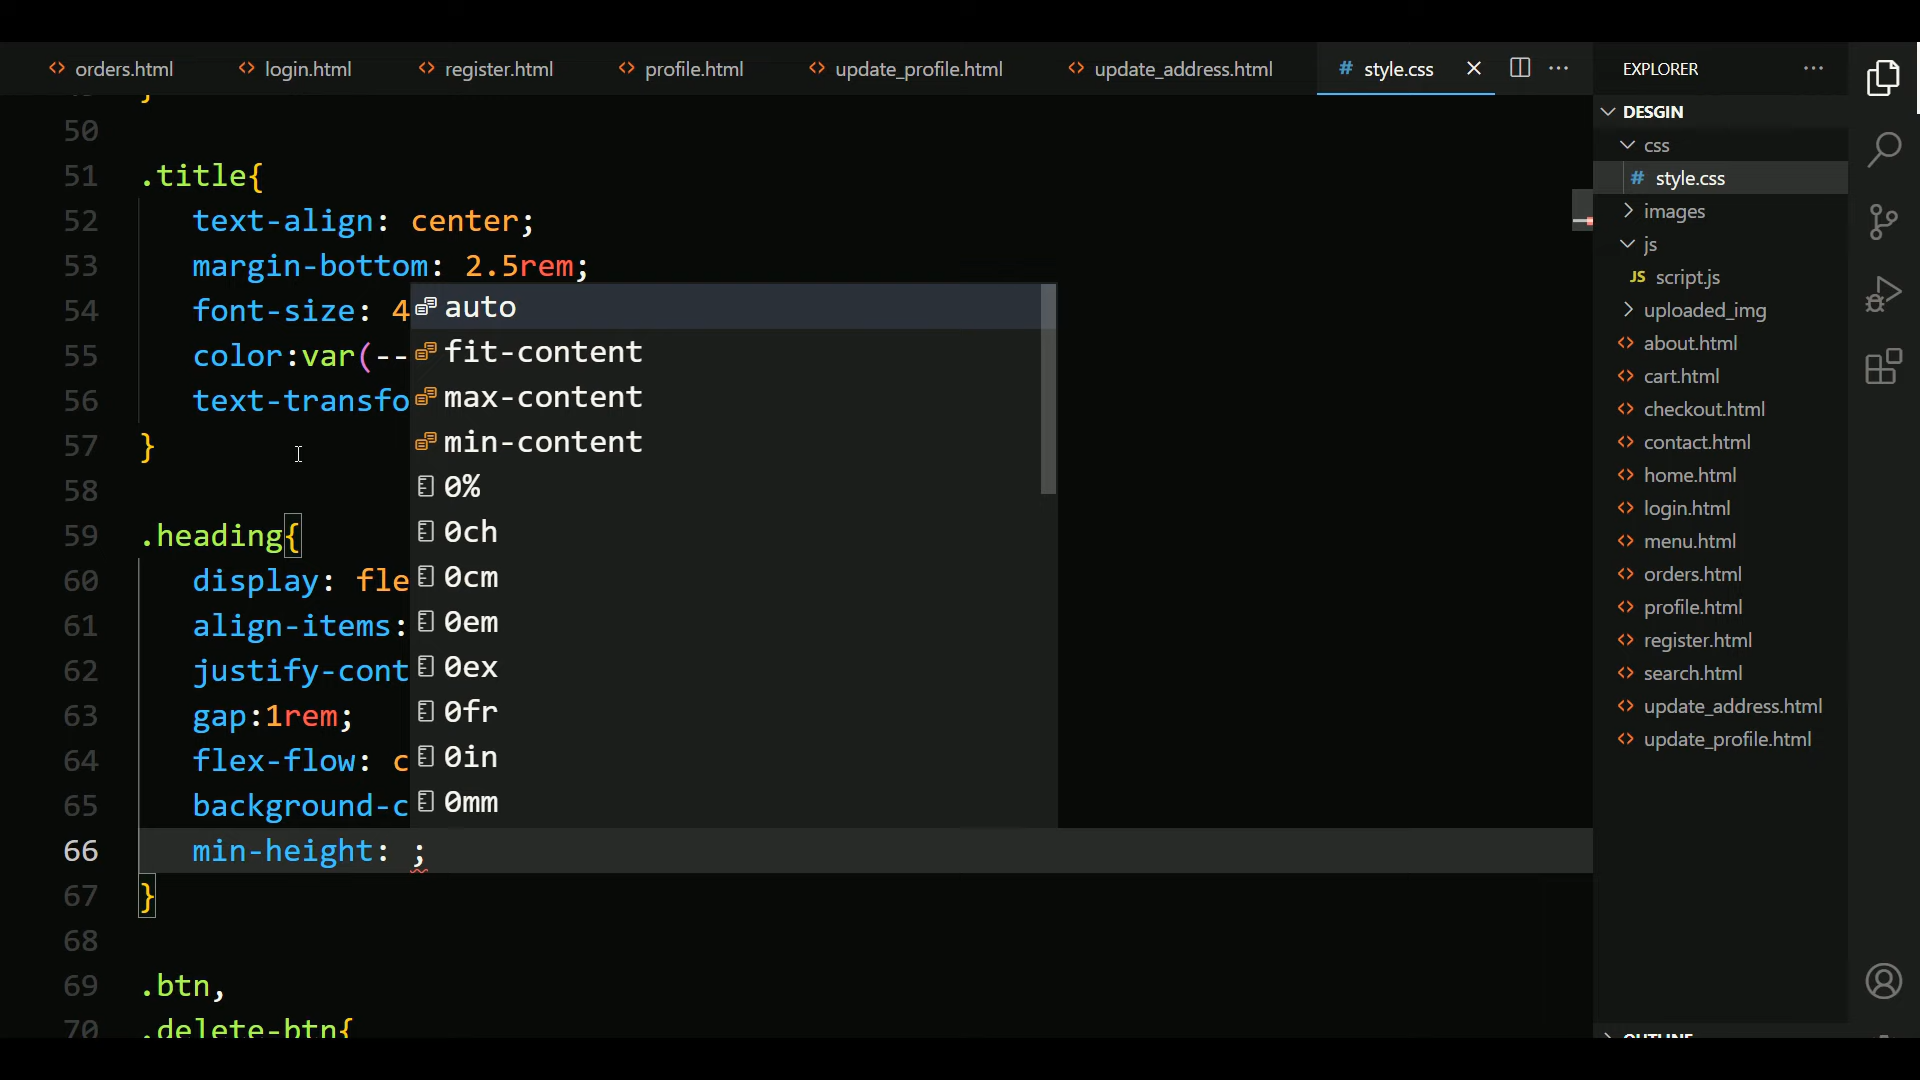 orders.html login.html register.html profile.html update_profile.html update_address.html # style.css
50
51 .title{
52 text-align: center;
53 margin-bottom: 2.5rem;
54 font-size: 4
55 color:var(--
56 text-transfo
57 }
58
59 .heading{
60 display: fle
61 align-items:
62 justify-cont
63 gap:1rem;
64 flex-flow: c
65 background-c
66 min-height: ;
67 }
68
69 .btn,
70 .delete-btn{
auto
fit-content
max-content
min-content
0%
0ch
0cm
0em
0ex
0fr
0in
0mm
EXPLORER
DESGIN
css
# style.css
images
js
JS script.js
uploaded_img
about.html
cart.html
checkout.html
contact.html
home.html
login.html
menu.html
orders.html
profile.html
register.html
search.html
update_address.html
update_profile.html
OUTLINE